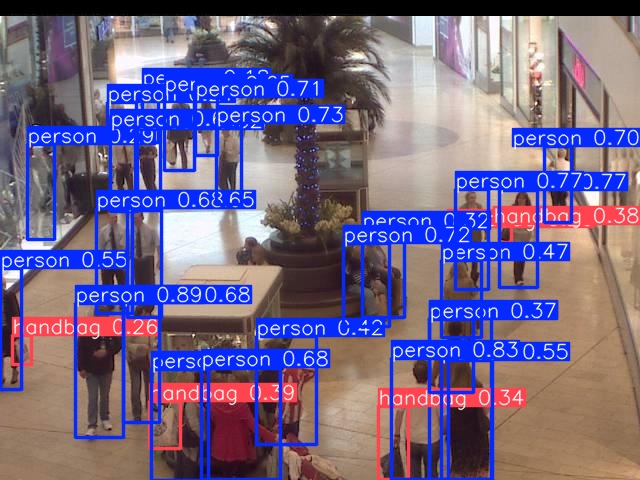 person 0.71
person 0.73
person 0.29
person 0.70
person 0.68
0.65
person 0.77
0.77
handbag 0.38
0.32
person 0.72
person 0.47
person 0.55
person 0.89
0.68
person 0.37
handbag 0.26
person 0.42
person 0.68
person 0.83
0.55
handbag 0.39
handbag 0.34